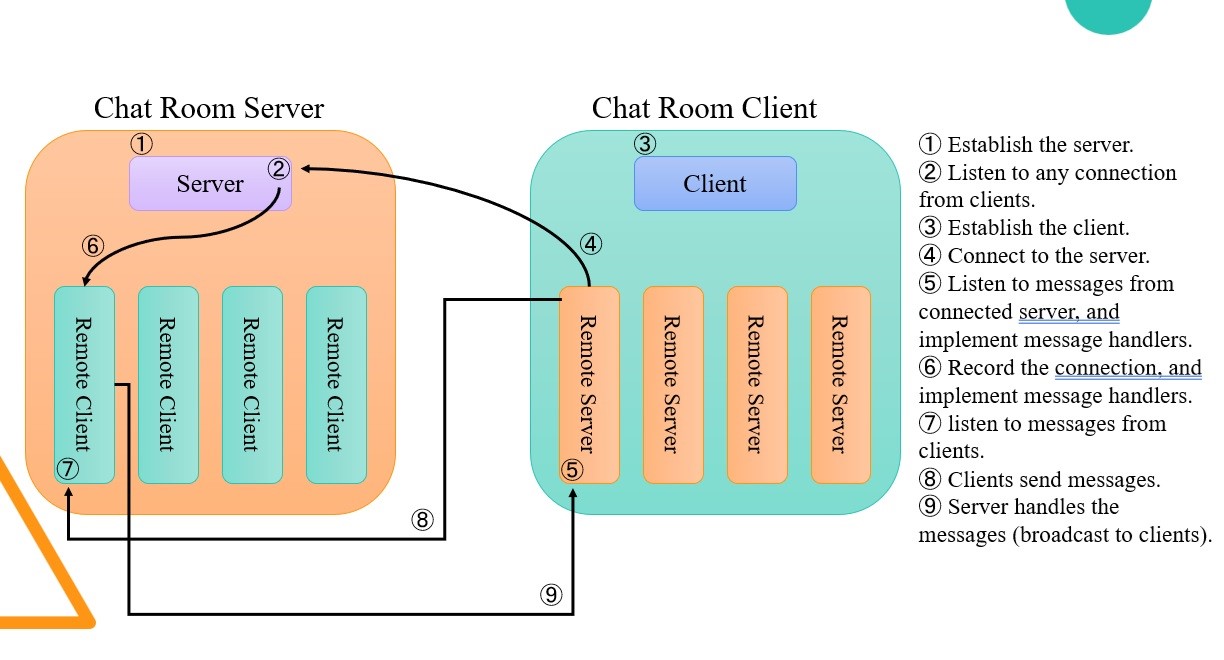 Chat Room Server
①
Server
②
⑥
Remote Client
Remote Client
Remote Client
Remote Client
⑦
Chat Room Client
③
Client
④
Remote Server
Remote Server
Remote Server
Remote Server
⑤
⑧
⑨
① Establish the server.
② Listen to any connection
from clients.
③ Establish the client.
④ Connect to the server.
⑤ Listen to messages from
connected server, and
implement message handlers.
⑥ Record the connection, and
implement message handlers.
⑦ listen to messages from
clients.
⑧ Clients send messages.
⑨ Server handles the
messages (broadcast to clients).